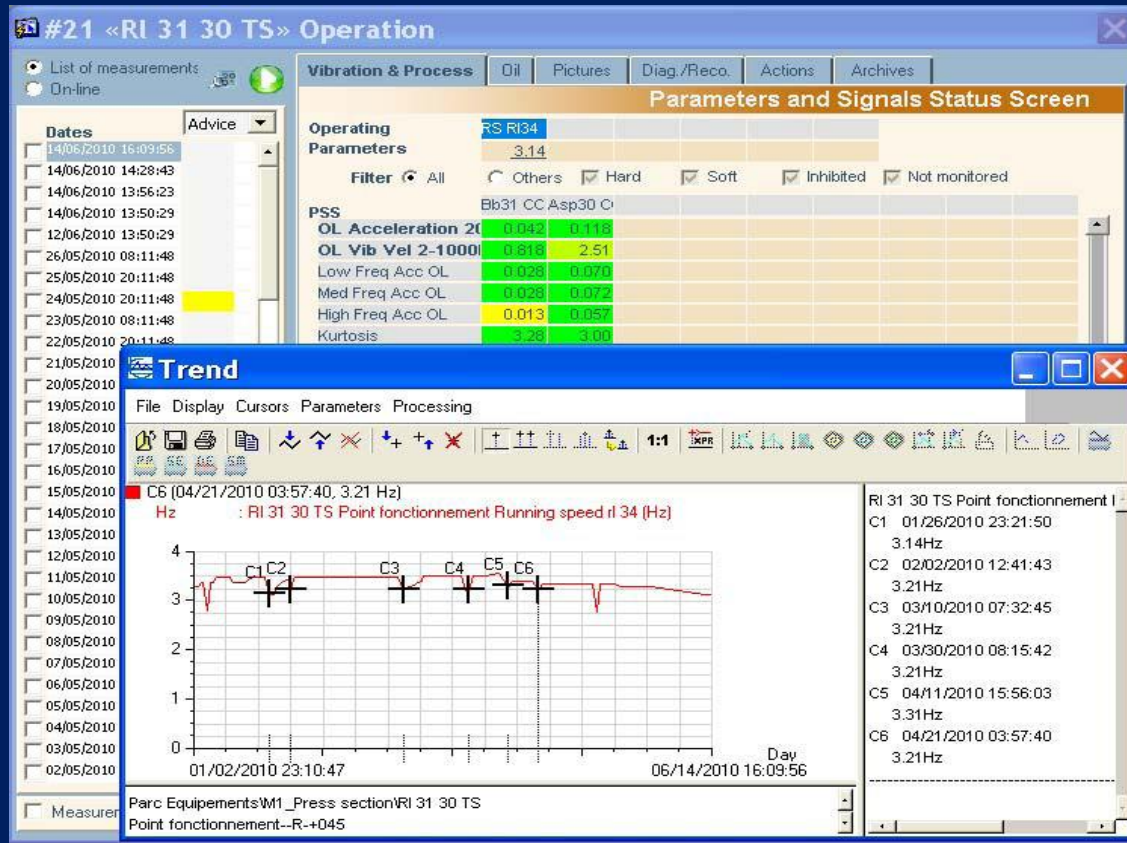 #21 «RI 31 30 TS» Operation
List of measurements
On-line
Vibration & Process Oil Pictures Diag./Reco. Actions Archives
Parameters and Signals Status Screen
Dates Advice
14/06/2010 16:09:56
14/06/2010 14:28:43
14/06/2010 13:56:23
14/06/2010 13:50:29
12/06/2010 13:50:29
26/05/2010 08:11:48
25/05/2010 20:11:48
24/05/2010 20:11:48
23/05/2010 08:11:48
22/05/2010 20:11:48
21/05/2010
20/05/2010
19/05/2010
18/05/2010
17/05/2010
16/05/2010
15/05/2010
14/05/2010
13/05/2010
12/05/2010
11/05/2010
10/05/2010
09/05/2010
08/05/2010
07/05/2010
06/05/2010
05/05/2010
04/05/2010
03/05/2010
02/05/2010
Measurer
Operating RS RI34
Parameters 3.14
Filter All Others Hard Soft Inhibited Not monitored
PSS Bb31 CC Asp30 C
OL Acceleration 2 0.042 0.118
OL Vib Vel 2-1000 0.818 2.51
Low Freq Acc OL 0.028 0.070
Med Freq Acc OL 0.028 0.072
High Freq Acc OL 0.013 0.057
Kurtosis 3.28 3.00
Trend
File Display Cursors Parameters Processing
1:1 XPR
C6 (04/21/2010 03:57:40, 3.21 Hz)
Hz : RI 31 30 TS Point fonctionnement Running speed rl 34 (Hz)
4
3
2
1
0
C1 C2 C3 C4 C5 C6
Day
01/02/2010 23:10:47 06/14/2010 16:09:56
RI 31 30 TS Point fonctionnement
C1 01/26/2010 23:21:50
3.14Hz
C2 02/02/2010 12:41:43
3.21Hz
C3 03/10/2010 07:32:45
3.21Hz
C4 03/30/2010 08:15:42
3.21Hz
C5 04/11/2010 15:56:03
3.31Hz
C6 04/21/2010 03:57:40
3.21Hz
Parc Equipements\M1_Press section\RI 31 30 TS
Point fonctionnement--R-+045